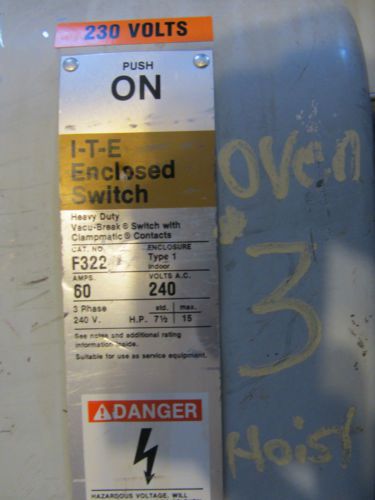 230 VOLTS
PUSH
ON
I-T-E
Enclosed
Switch
Heavy Duty
Vacu-Break® Switch with
Clampmatic® Contacts
CAT. NO. ENCLOSURE
F322 Type 1
Indoor
AMPS. VOLTS A.C.
60 240
3 Phase std. max.
240 V. H.P. 7½ 15
See notes and additional rating
information inside.
Suitable for use as service equipment.
DANGER
HAZARDOUS VOLTAGE. WILL
Oven
# 3
Hoist